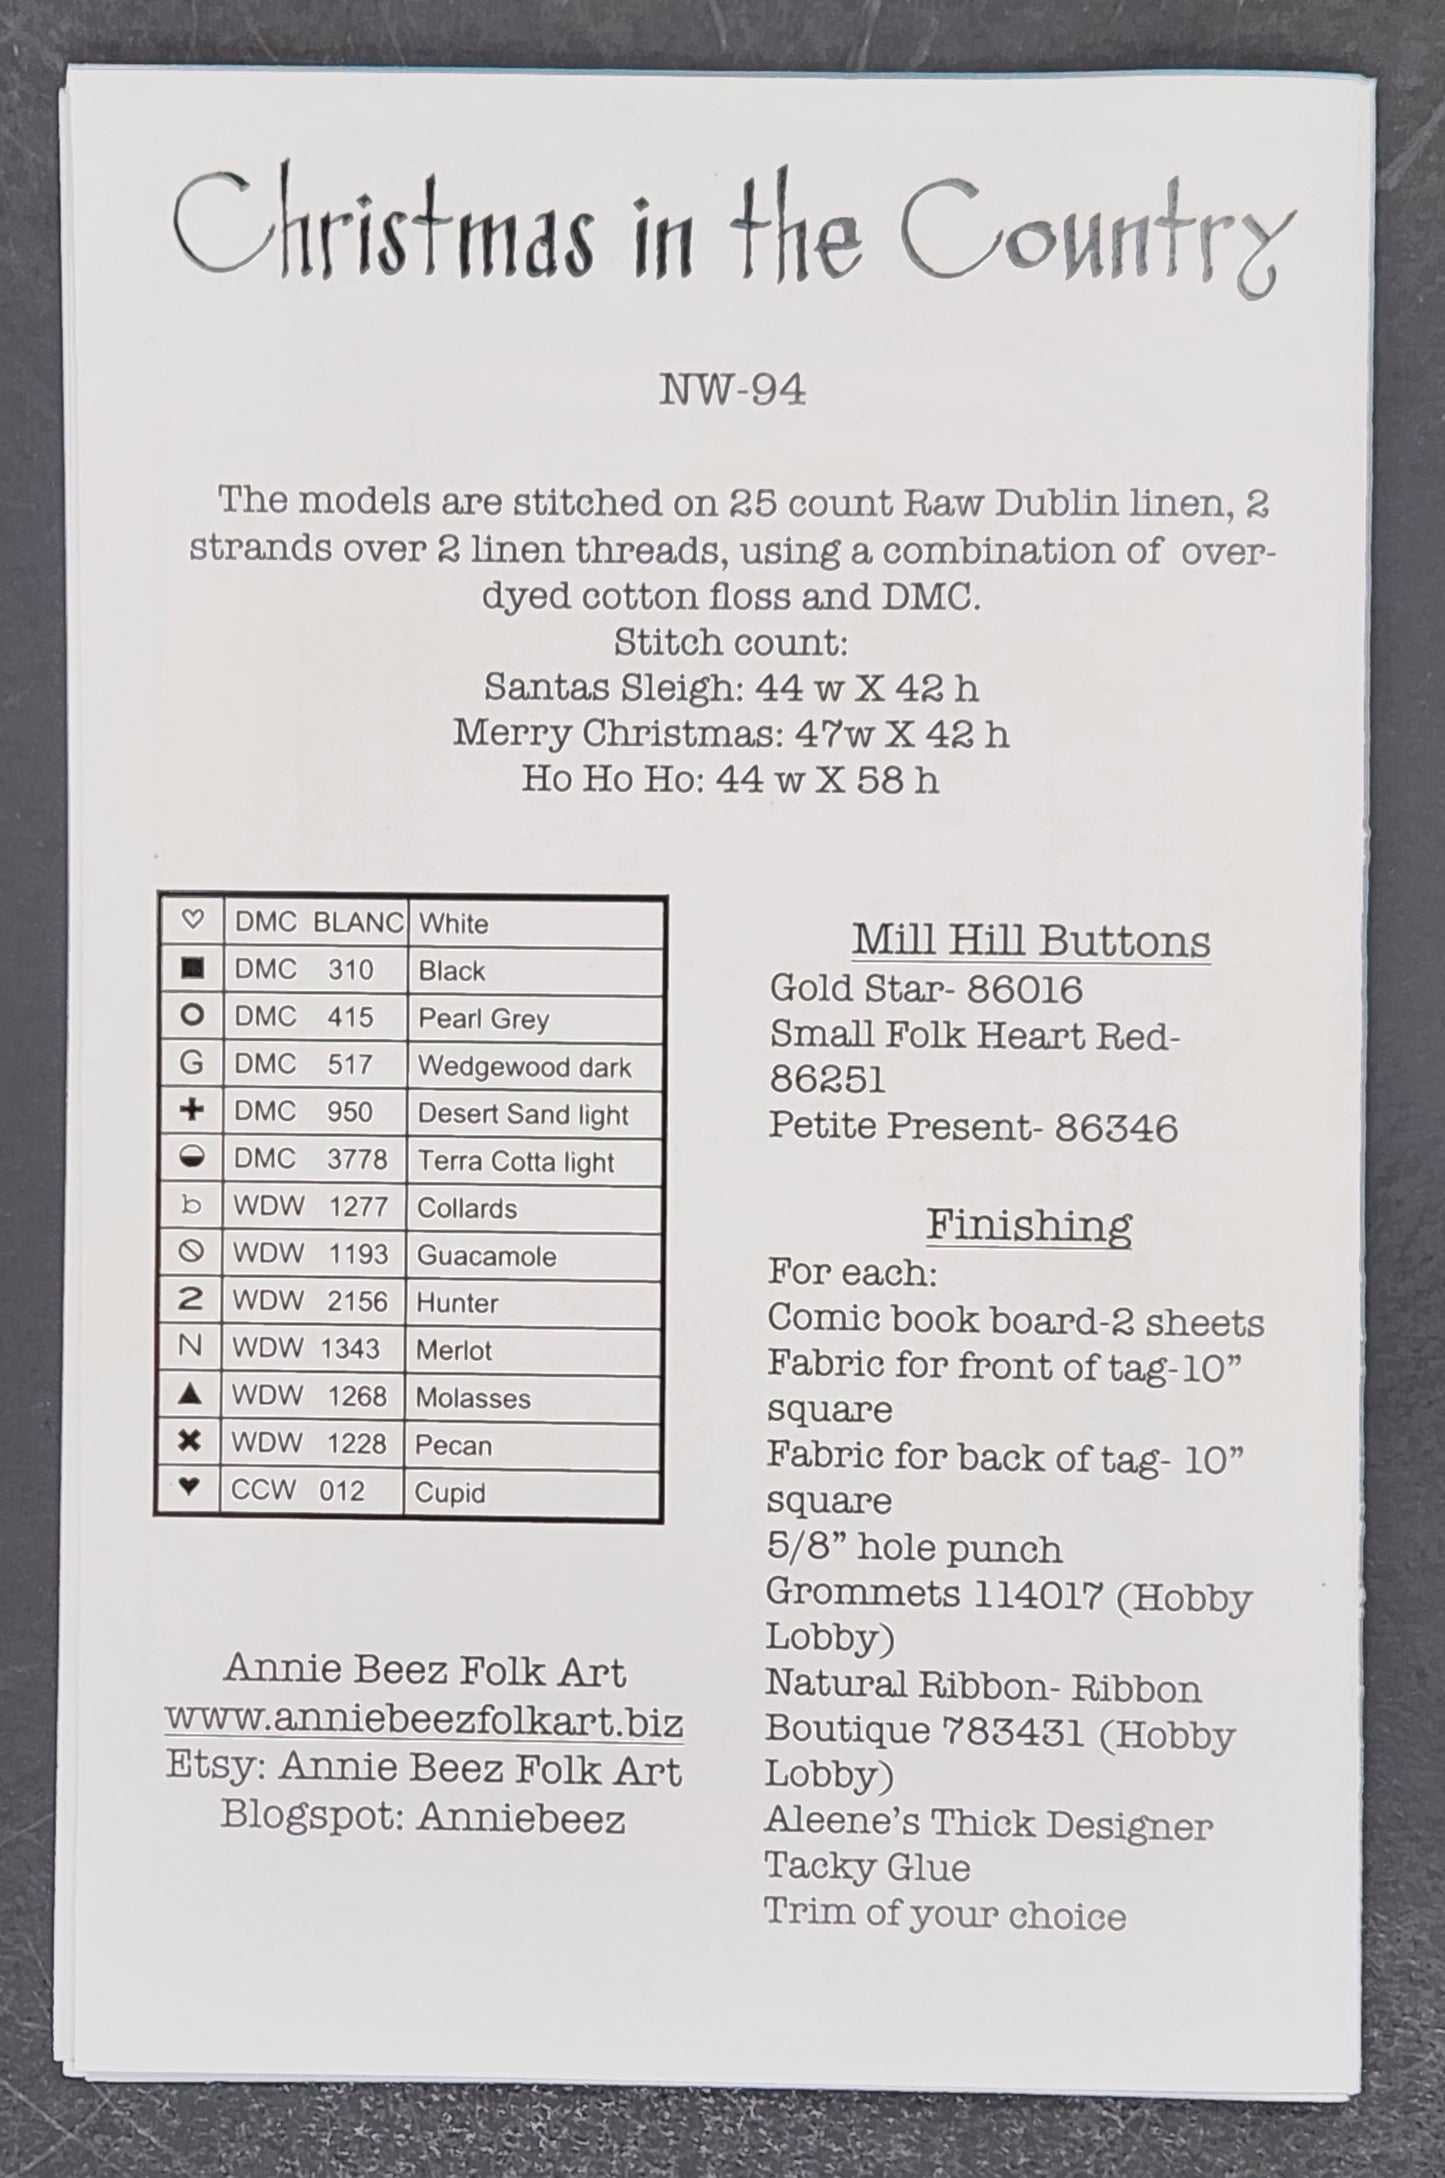 Christmas in the Country
NW-94
The models are stitched on 25 count Raw Dublin linen, 2
strands over 2 linen threads, using a combination of over-
dyed cotton floss and DMC.
Stitch count:
Santas Sleigh: 44 w X 42 h
Merry Christmas: 47w X 42 h
Ho Ho Ho: 44 w X 58 h
♡ DMC BLANC White
■ DMC 310 Black
O DMC 415 Pearl Grey
G DMC 517 Wedgewood dark
✚ DMC 950 Desert Sand light
◒ DMC 3778 Terra Cotta light
b WDW 1277 Collards
⦸ WDW 1193 Guacamole
2 WDW 2156 Hunter
N WDW 1343 Merlot
▲ WDW 1268 Molasses
✖ WDW 1228 Pecan
♥ CCW 012 Cupid
Annie Beez Folk Art
www.anniebeezfolkart.biz
Etsy: Annie Beez Folk Art
Blogspot: Anniebeez
Mill Hill Buttons
Gold Star- 86016
Small Folk Heart Red-
86251
Petite Present- 86346
Finishing
For each:
Comic book board-2 sheets
Fabric for front of tag-10”
square
Fabric for back of tag- 10”
square
5/8” hole punch
Grommets 114017 (Hobby
Lobby)
Natural Ribbon- Ribbon
Boutique 783431 (Hobby
Lobby)
Aleene’s Thick Designer
Tacky Glue
Trim of your choice